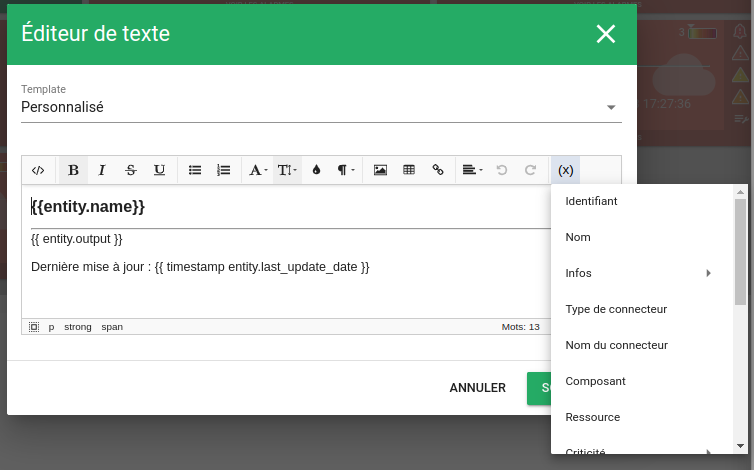 Éditeur de texte
3
Template
Personnalisé
17:27:36
B I S U A T (x)
{{entity.name}}
{{ entity.output }}
Dernière mise à jour : {{ timestamp entity.last_update_date }}
p strong span
Mots: 13
ANNULER
Identifiant
Nom
Infos
Type de connecteur
Nom du connecteur
Composant
Ressource
Criticité